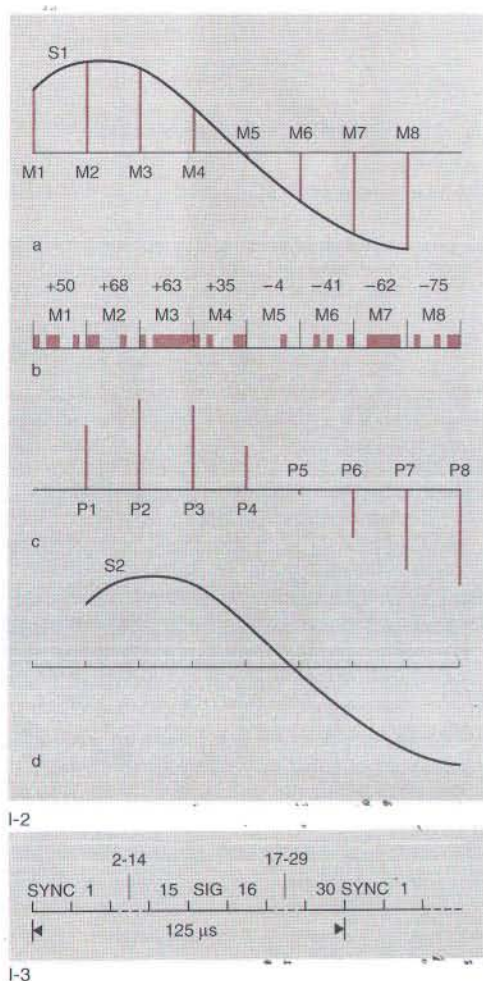 S1
M5 M6 M7 M8
M1 M2 M3 M4
a
+50 +68 +63 +35 −4 −41 −62 −75
M1 M2 M3 M4 M5 M6 M7 M8
b
P5 P6 P7 P8
P1 P2 P3 P4
c
S2
d
I-2
2-14 17-29
SYNC 1 15 SIG 16 30 SYNC 1
125 µs
I-3